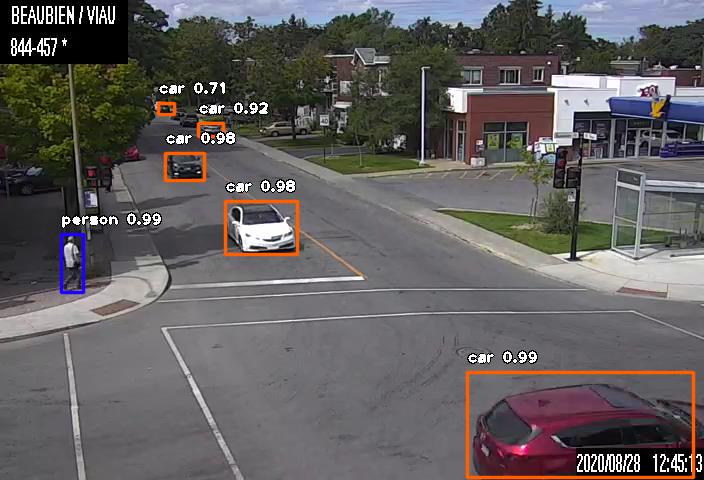 BEAUBIEN / VIAU
844-457 *
car 0.71
car 0.92
car 0.98
car 0.98
person 0.99
car 0.99
2020/08/28 12:45:13